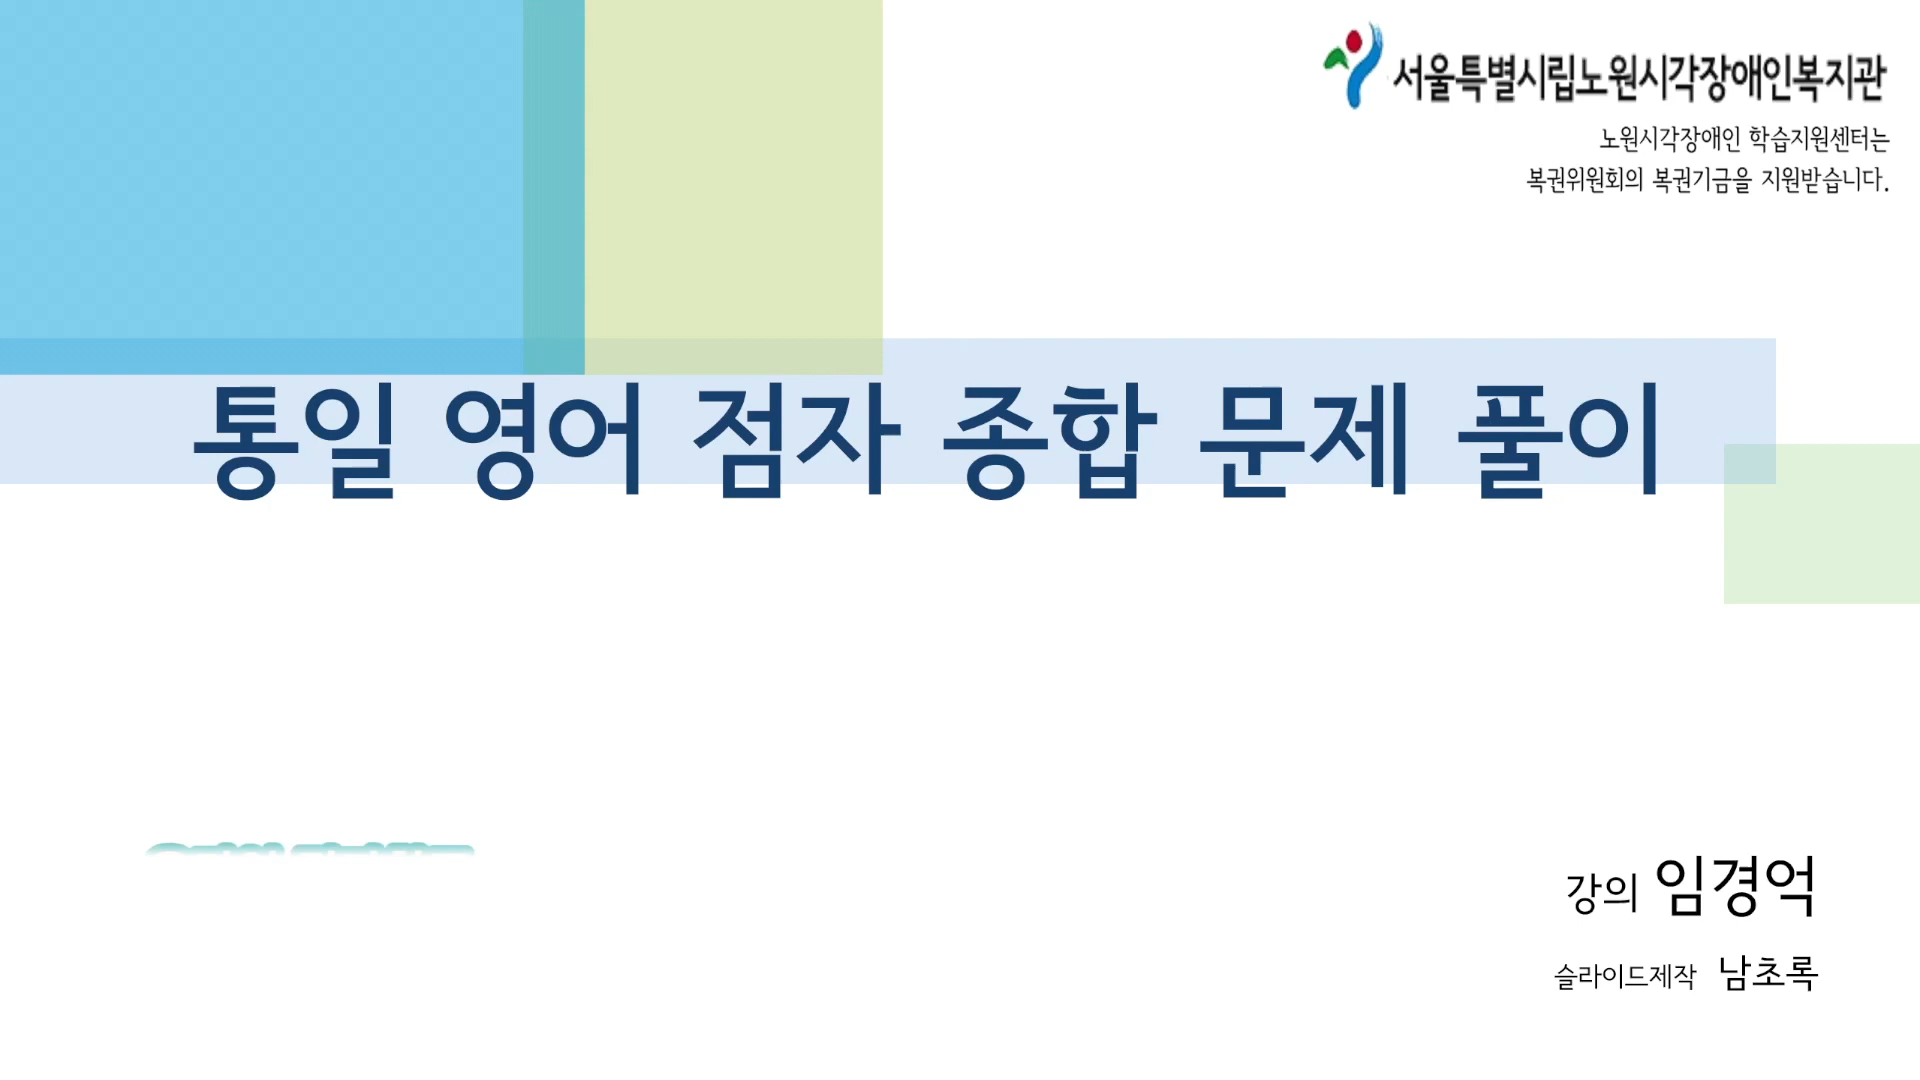 서울특별시립노원시각장애인복지관
노원시각장애인 학습지원센터는
복권위원회의 복권기금을 지원받습니다.
통일 영어 점자 종합 문제 풀이
강의 임경억
슬라이드제작 남초록